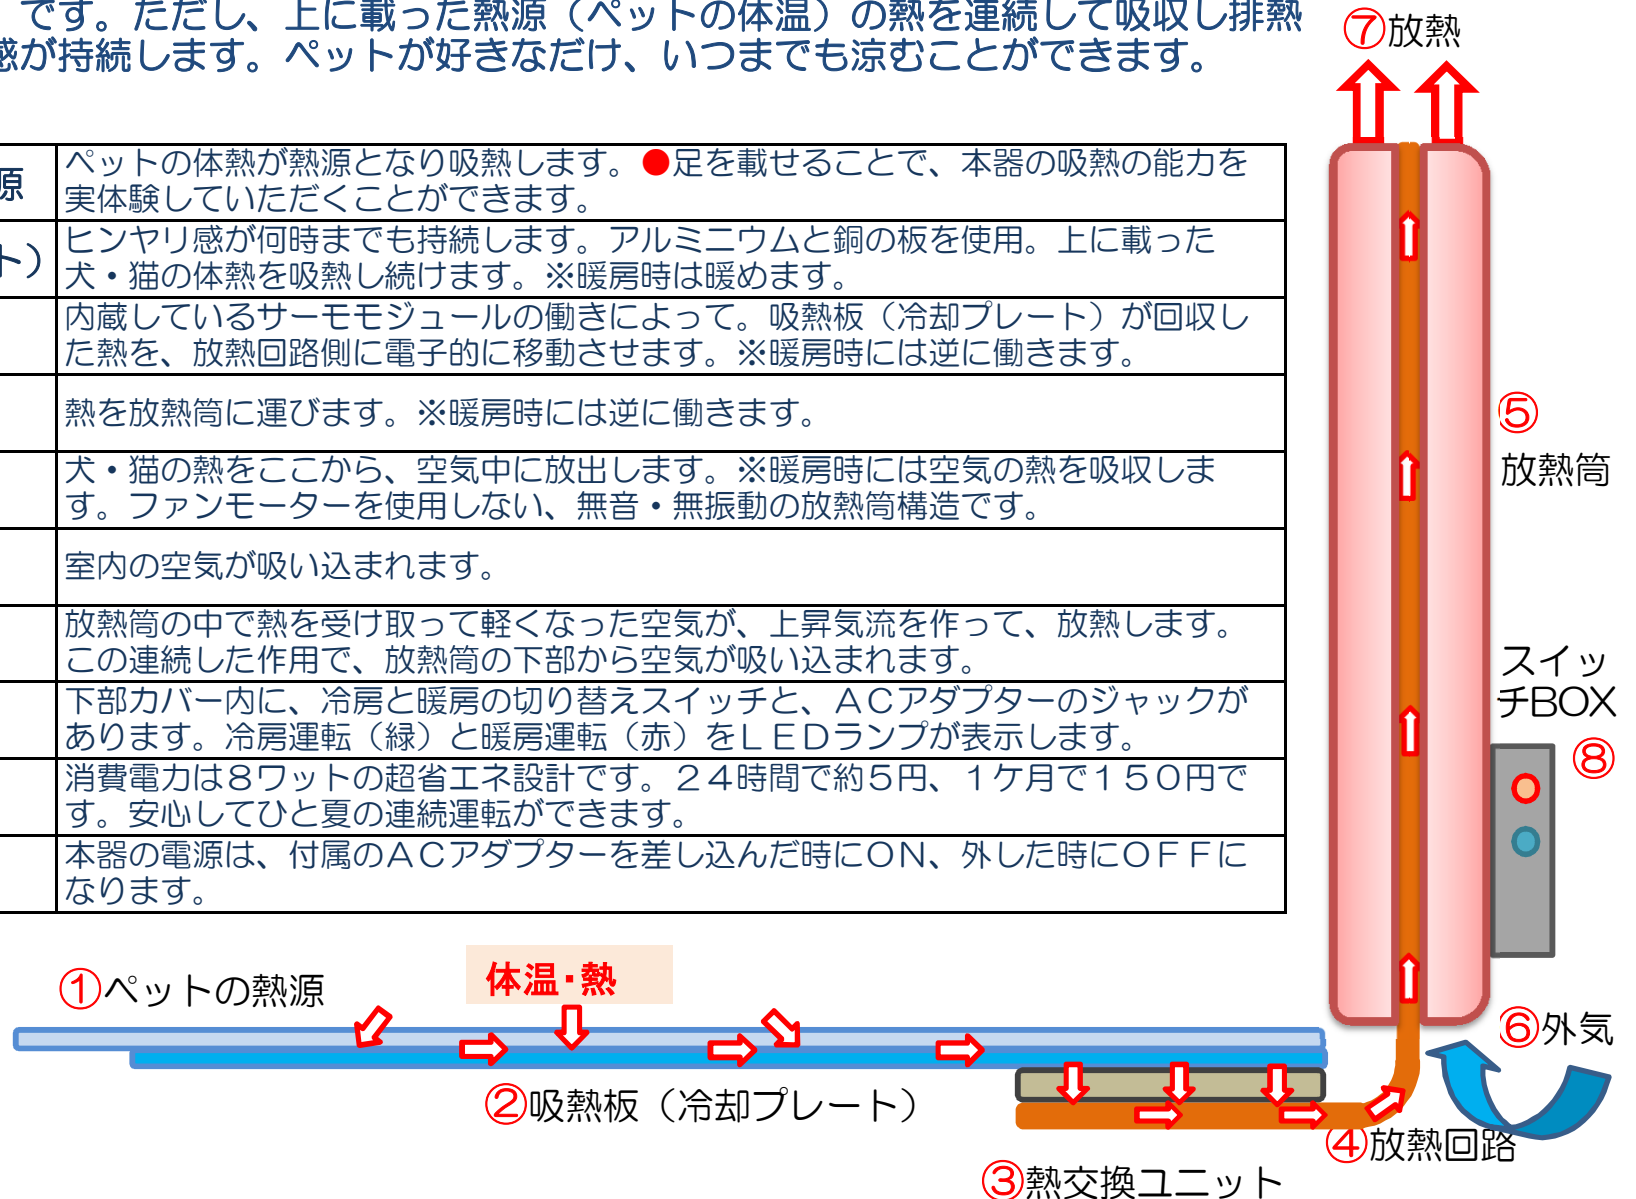 です。ただし、上に載った熱源（ペットの体温）の熱を連続して吸収し排熱
感が持続します。ペットが好きなだけ、いつまでも涼むことができます。
⑦放熱
源
ペットの体熱が熱源となり吸熱します。●足を載せることで、本器の吸熱の能力を
実体験していただくことができます。
ト）
ヒンヤリ感が何時までも持続します。アルミニウムと銅の板を使用。上に載った
犬・猫の体熱を吸熱し続けます。※暖房時は暖めます。
内蔵しているサーモモジュールの働きによって。吸熱板（冷却プレート）が回収し
た熱を、放熱回路側に電子的に移動させます。※暖房時には逆に働きます。
熱を放熱筒に運びます。※暖房時には逆に働きます。
犬・猫の熱をここから、空気中に放出します。※暖房時には空気の熱を吸収しま
す。ファンモーターを使用しない、無音・無振動の放熱筒構造です。
室内の空気が吸い込まれます。
放熱筒の中で熱を受け取って軽くなった空気が、上昇気流を作って、放熱します。
この連続した作用で、放熱筒の下部から空気が吸い込まれます。
下部カバー内に、冷房と暖房の切り替えスイッチと、ＡＣアダプターのジャックが
あります。冷房運転（緑）と暖房運転（赤）をＬＥＤランプが表示します。
消費電力は８ワットの超省エネ設計です。２４時間で約５円、１ケ月で１５０円で
す。安心してひと夏の連続運転ができます。
本器の電源は、付属のＡＣアダプターを差し込んだ時にＯＮ、外した時にＯＦＦに
なります。
⑤
放熱筒
スイッ
チBOX
⑧
①ペットの熱源
体温・熱
⑥外気
②吸熱板（冷却プレート）
④放熱回路
③熱交換ユニット